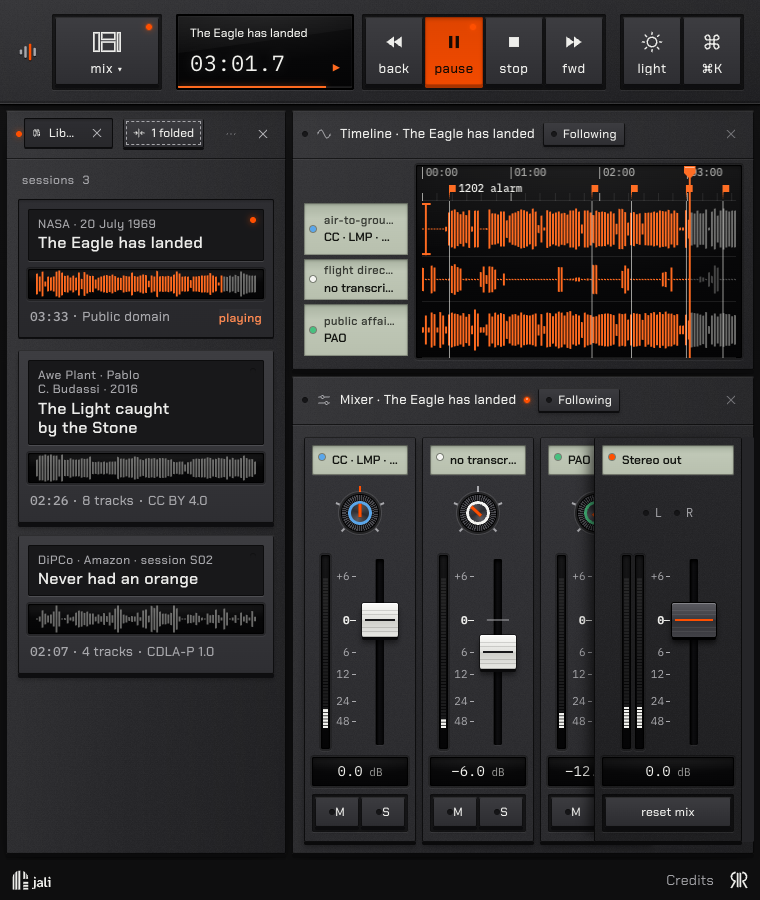 The Eagle has landed
03:01.7
mix
back
pause
stop
fwd
light
⌘K
Lib...
1 folded
sessions 3
NASA · 20 July 1969
The Eagle has landed
03:33 · Public domain
playing
Awe Plant · Pablo
C. Budassi · 2016
The Light caught
by the Stone
02:26 · 8 tracks · CC BY 4.0
DiPCo · Amazon · session S02
Never had an orange
02:07 · 4 tracks · CDLA-P 1.0
Timeline · The Eagle has landed
Following
00:00
01:00
02:00
03:00
1202 alarm
air-to-grou...
CC · LMP · ...
flight direc...
no transcri...
public affai...
PAO
Mixer · The Eagle has landed
Following
CC · LMP · ...
no transcr...
PAO
Stereo out
L R
+6 +6 +6 +6
0 0 0 0
6 6 6 6
12 12 12 12
24 24 24 24
48 48 48 48
0.0 dB
−6.0 dB
−12.
0.0 dB
M S
M S
M
reset mix
jali
Credits